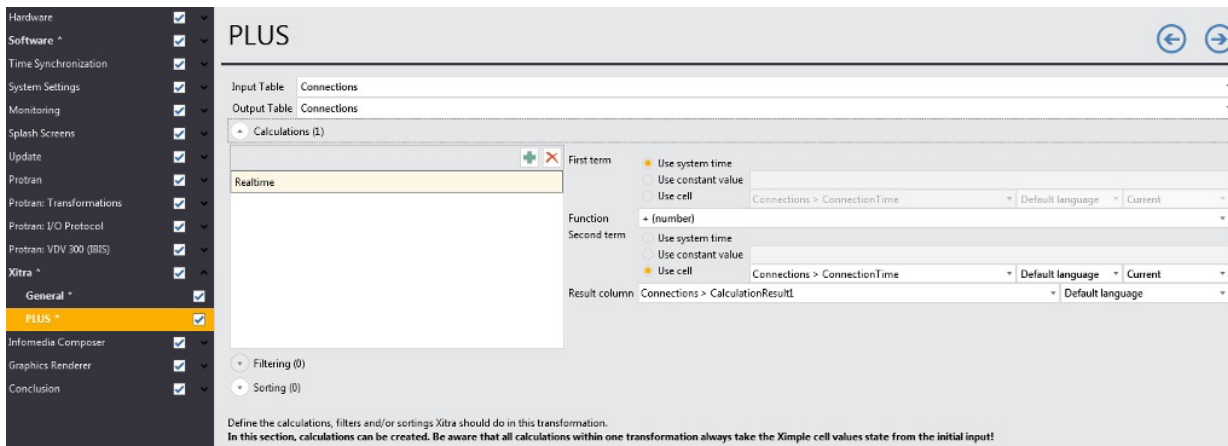 Hardware
Software *
Time Synchronization
System Settings
Monitoring
Splash Screens
Update
Protran
Protran: Transformations
Protran: I/O Protocol
Protran: VDV 300 (IBIS)
Xitra *
General *
PLUS *
Infomedia Composer
Graphics Renderer
Conclusion
PLUS
Input Table Connections
Output Table Connections
Calculations (1)
Realtime
First term Use system time
Use constant value
Use cell Connections > ConnectionTime Default language Current
Function + (number)
Second term Use system time
Use constant value
Use cell Connections > ConnectionTime Default language Current
Result column Connections > CalculationResult1 Default language
Filtering (0)
Sorting (0)
Define the calculations, filters and/or sortings Xitra should do in this transformation.
In this section, calculations can be created. Be aware that all calculations within one transformation always take the Ximple cell values state from the initial input!